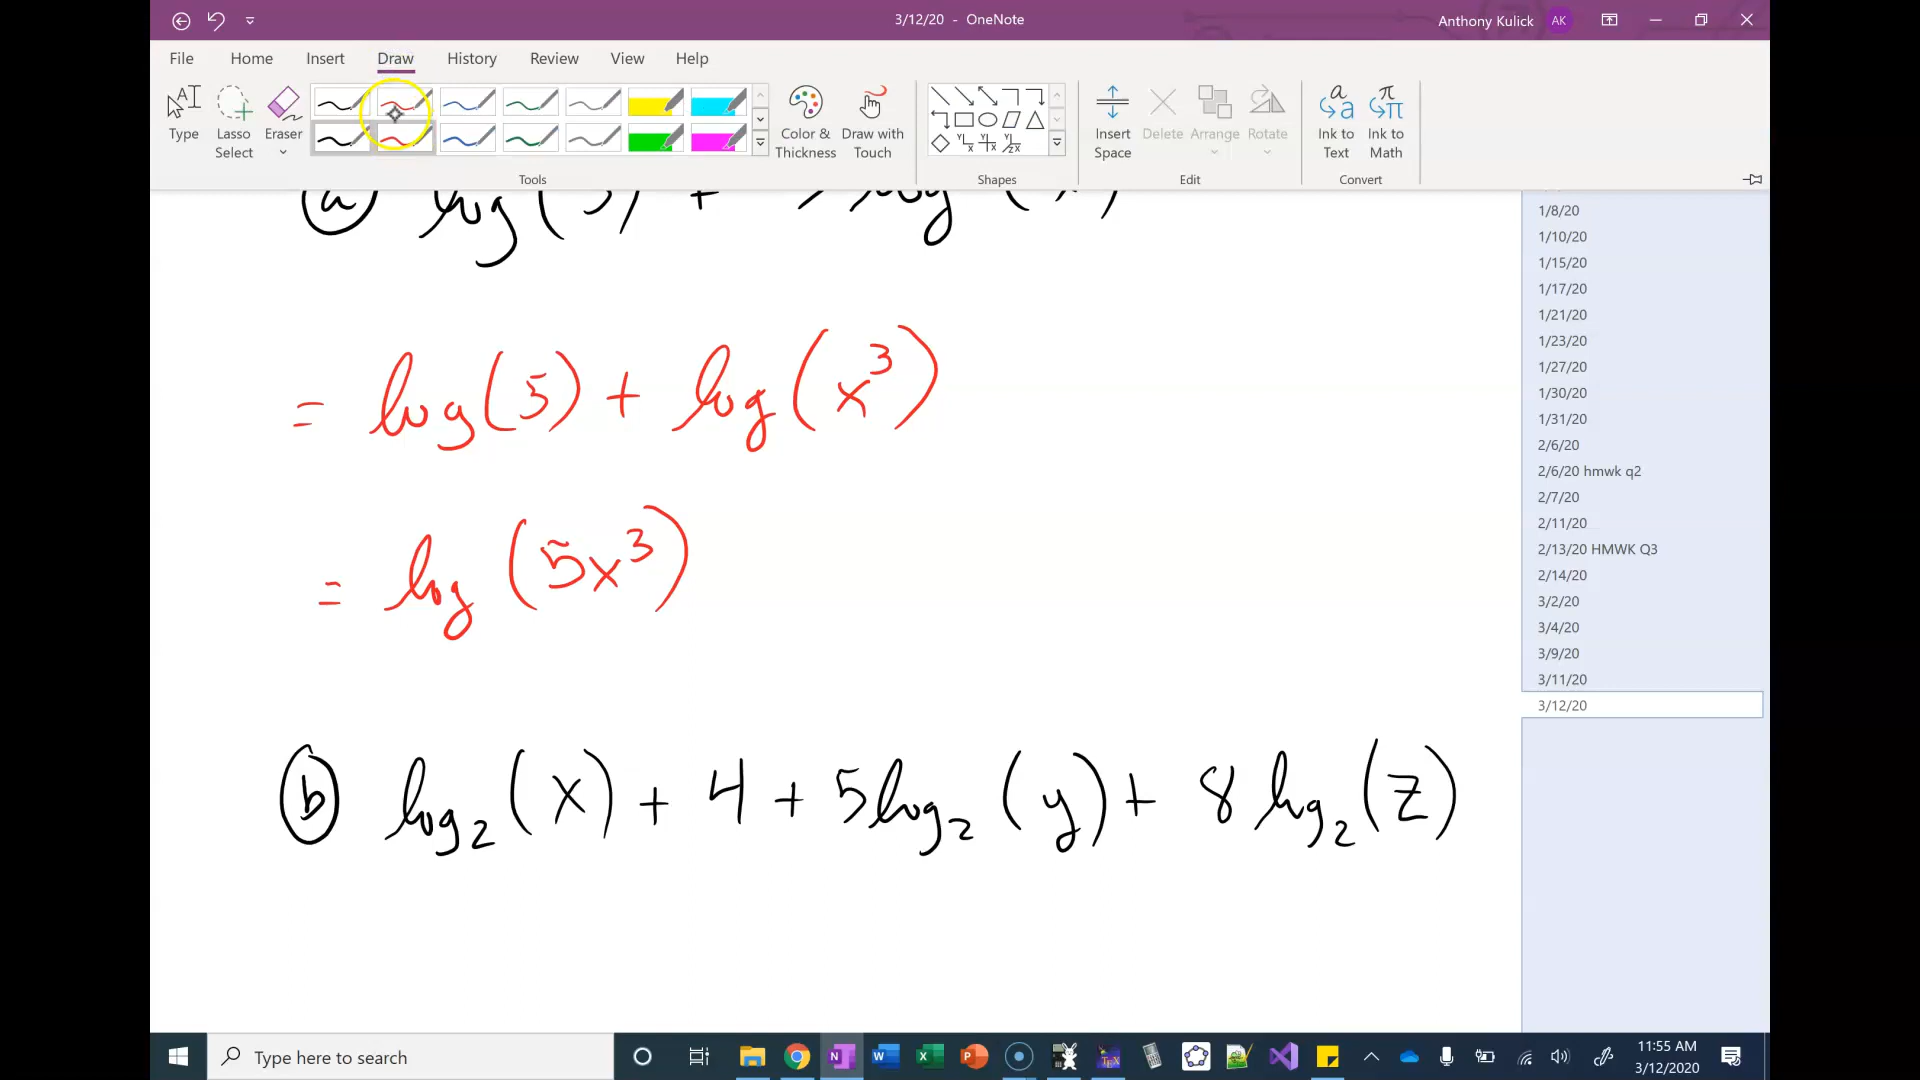 3/12/20 - OneNote
Anthony Kulick AK
File Home Insert Draw History Review View Help
Type Lasso Select Eraser Color & Thickness Draw with Touch Insert Space Delete Arrange Rotate Ink to Text Ink to Math
Tools Shapes Edit Convert
= log(5) + log(x³)
= log(5x³)
ⓑ log₂(x) + 4 + 5log₂(y) + 8log₂(z)
1/8/20
1/10/20
1/15/20
1/17/20
1/21/20
1/23/20
1/27/20
1/30/20
1/31/20
2/6/20
2/6/20 hmwk q2
2/7/20
2/11/20
2/13/20 HMWK Q3
2/14/20
3/2/20
3/4/20
3/9/20
3/11/20
3/12/20
Type here to search
11:55 AM
3/12/2020